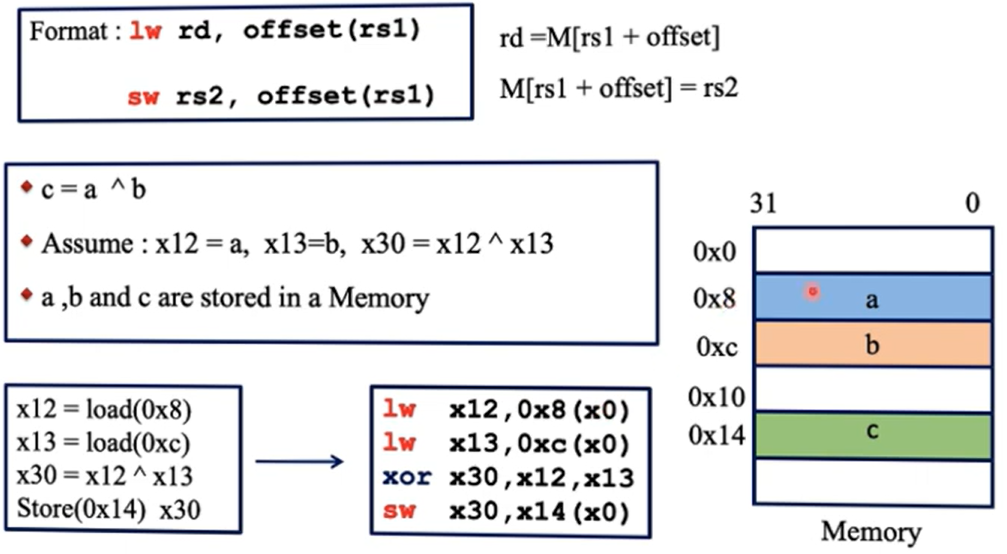 Format : lw rd, offset(rs1)
sw rs2, offset(rs1)
rd =M[rs1 + offset]
M[rs1 + offset] = rs2
c = a ^ b
Assume : x12 = a, x13=b, x30 = x12 ^ x13
a ,b and c are stored in a Memory
x12 = load(0x8)
x13 = load(0xc)
x30 = x12 ^ x13
Store(0x14) x30
lw x12,0x8(x0)
lw x13,0xc(x0)
xor x30,x12,x13
sw x30,x14(x0)
31 0
0x0
0x8 a
0xc b
0x10
0x14 c
Memory